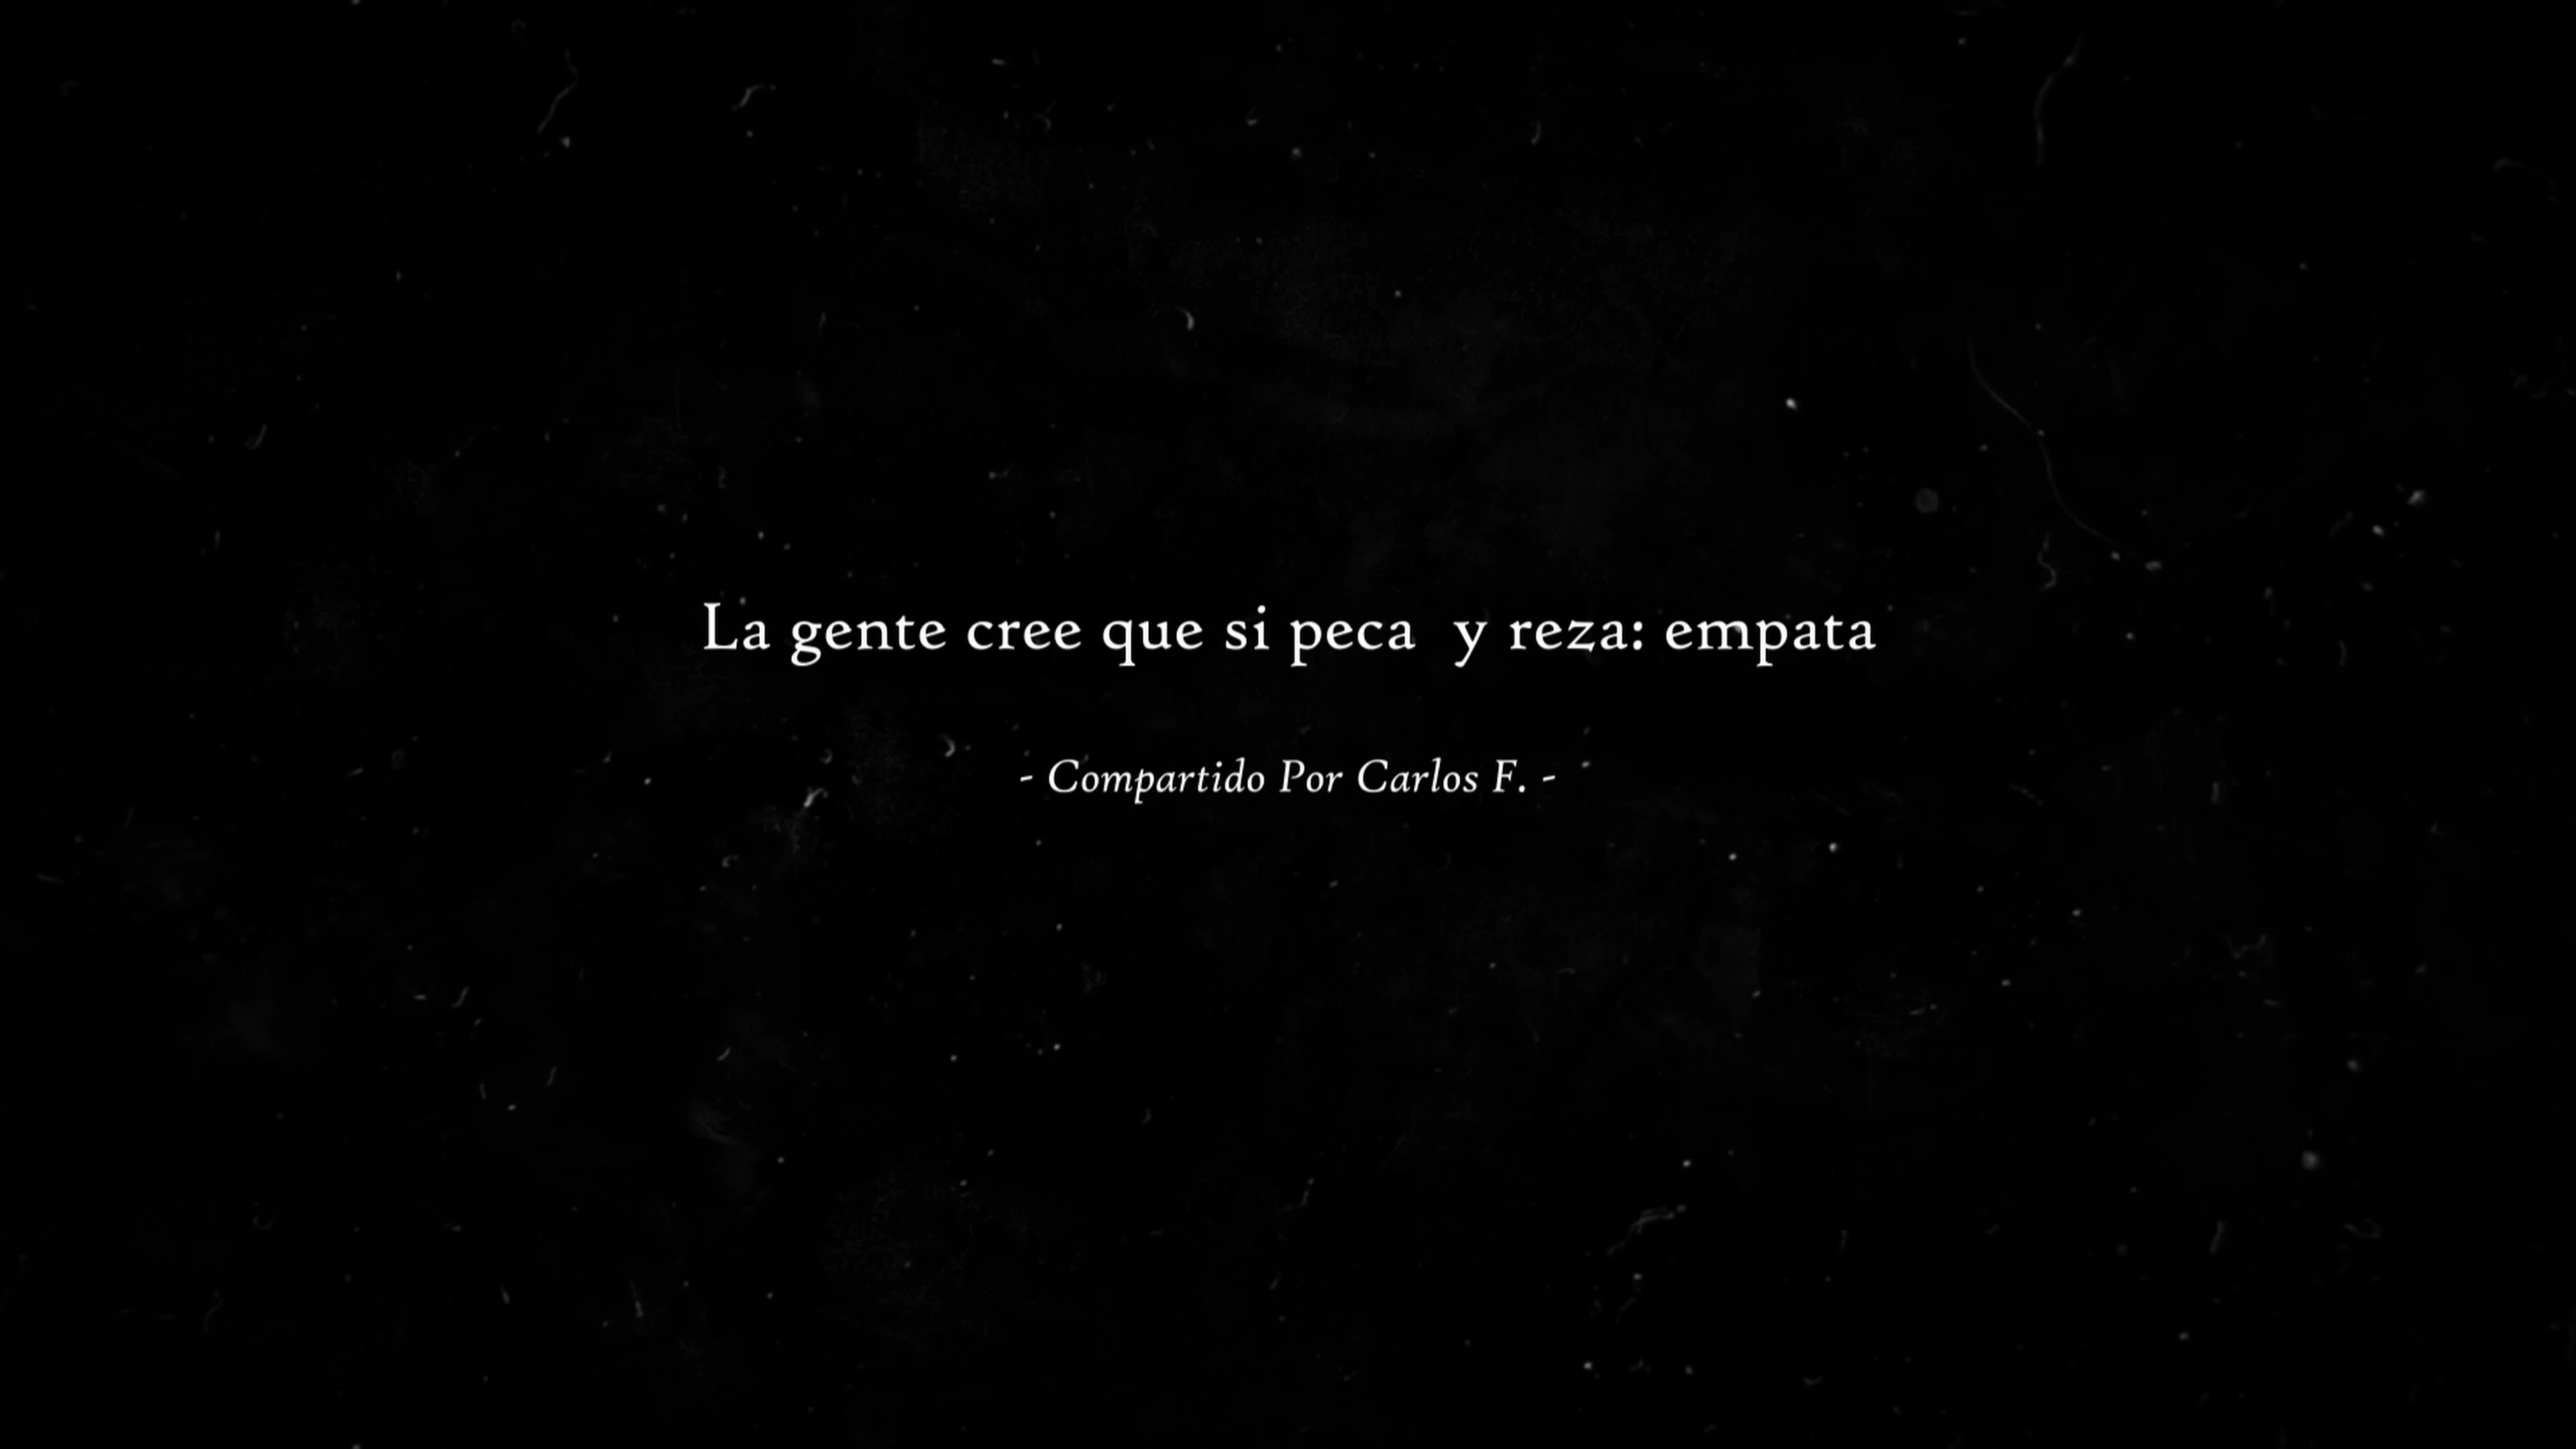 La gente cree que si peca  y reza: empata
- Compartido Por Carlos F. -